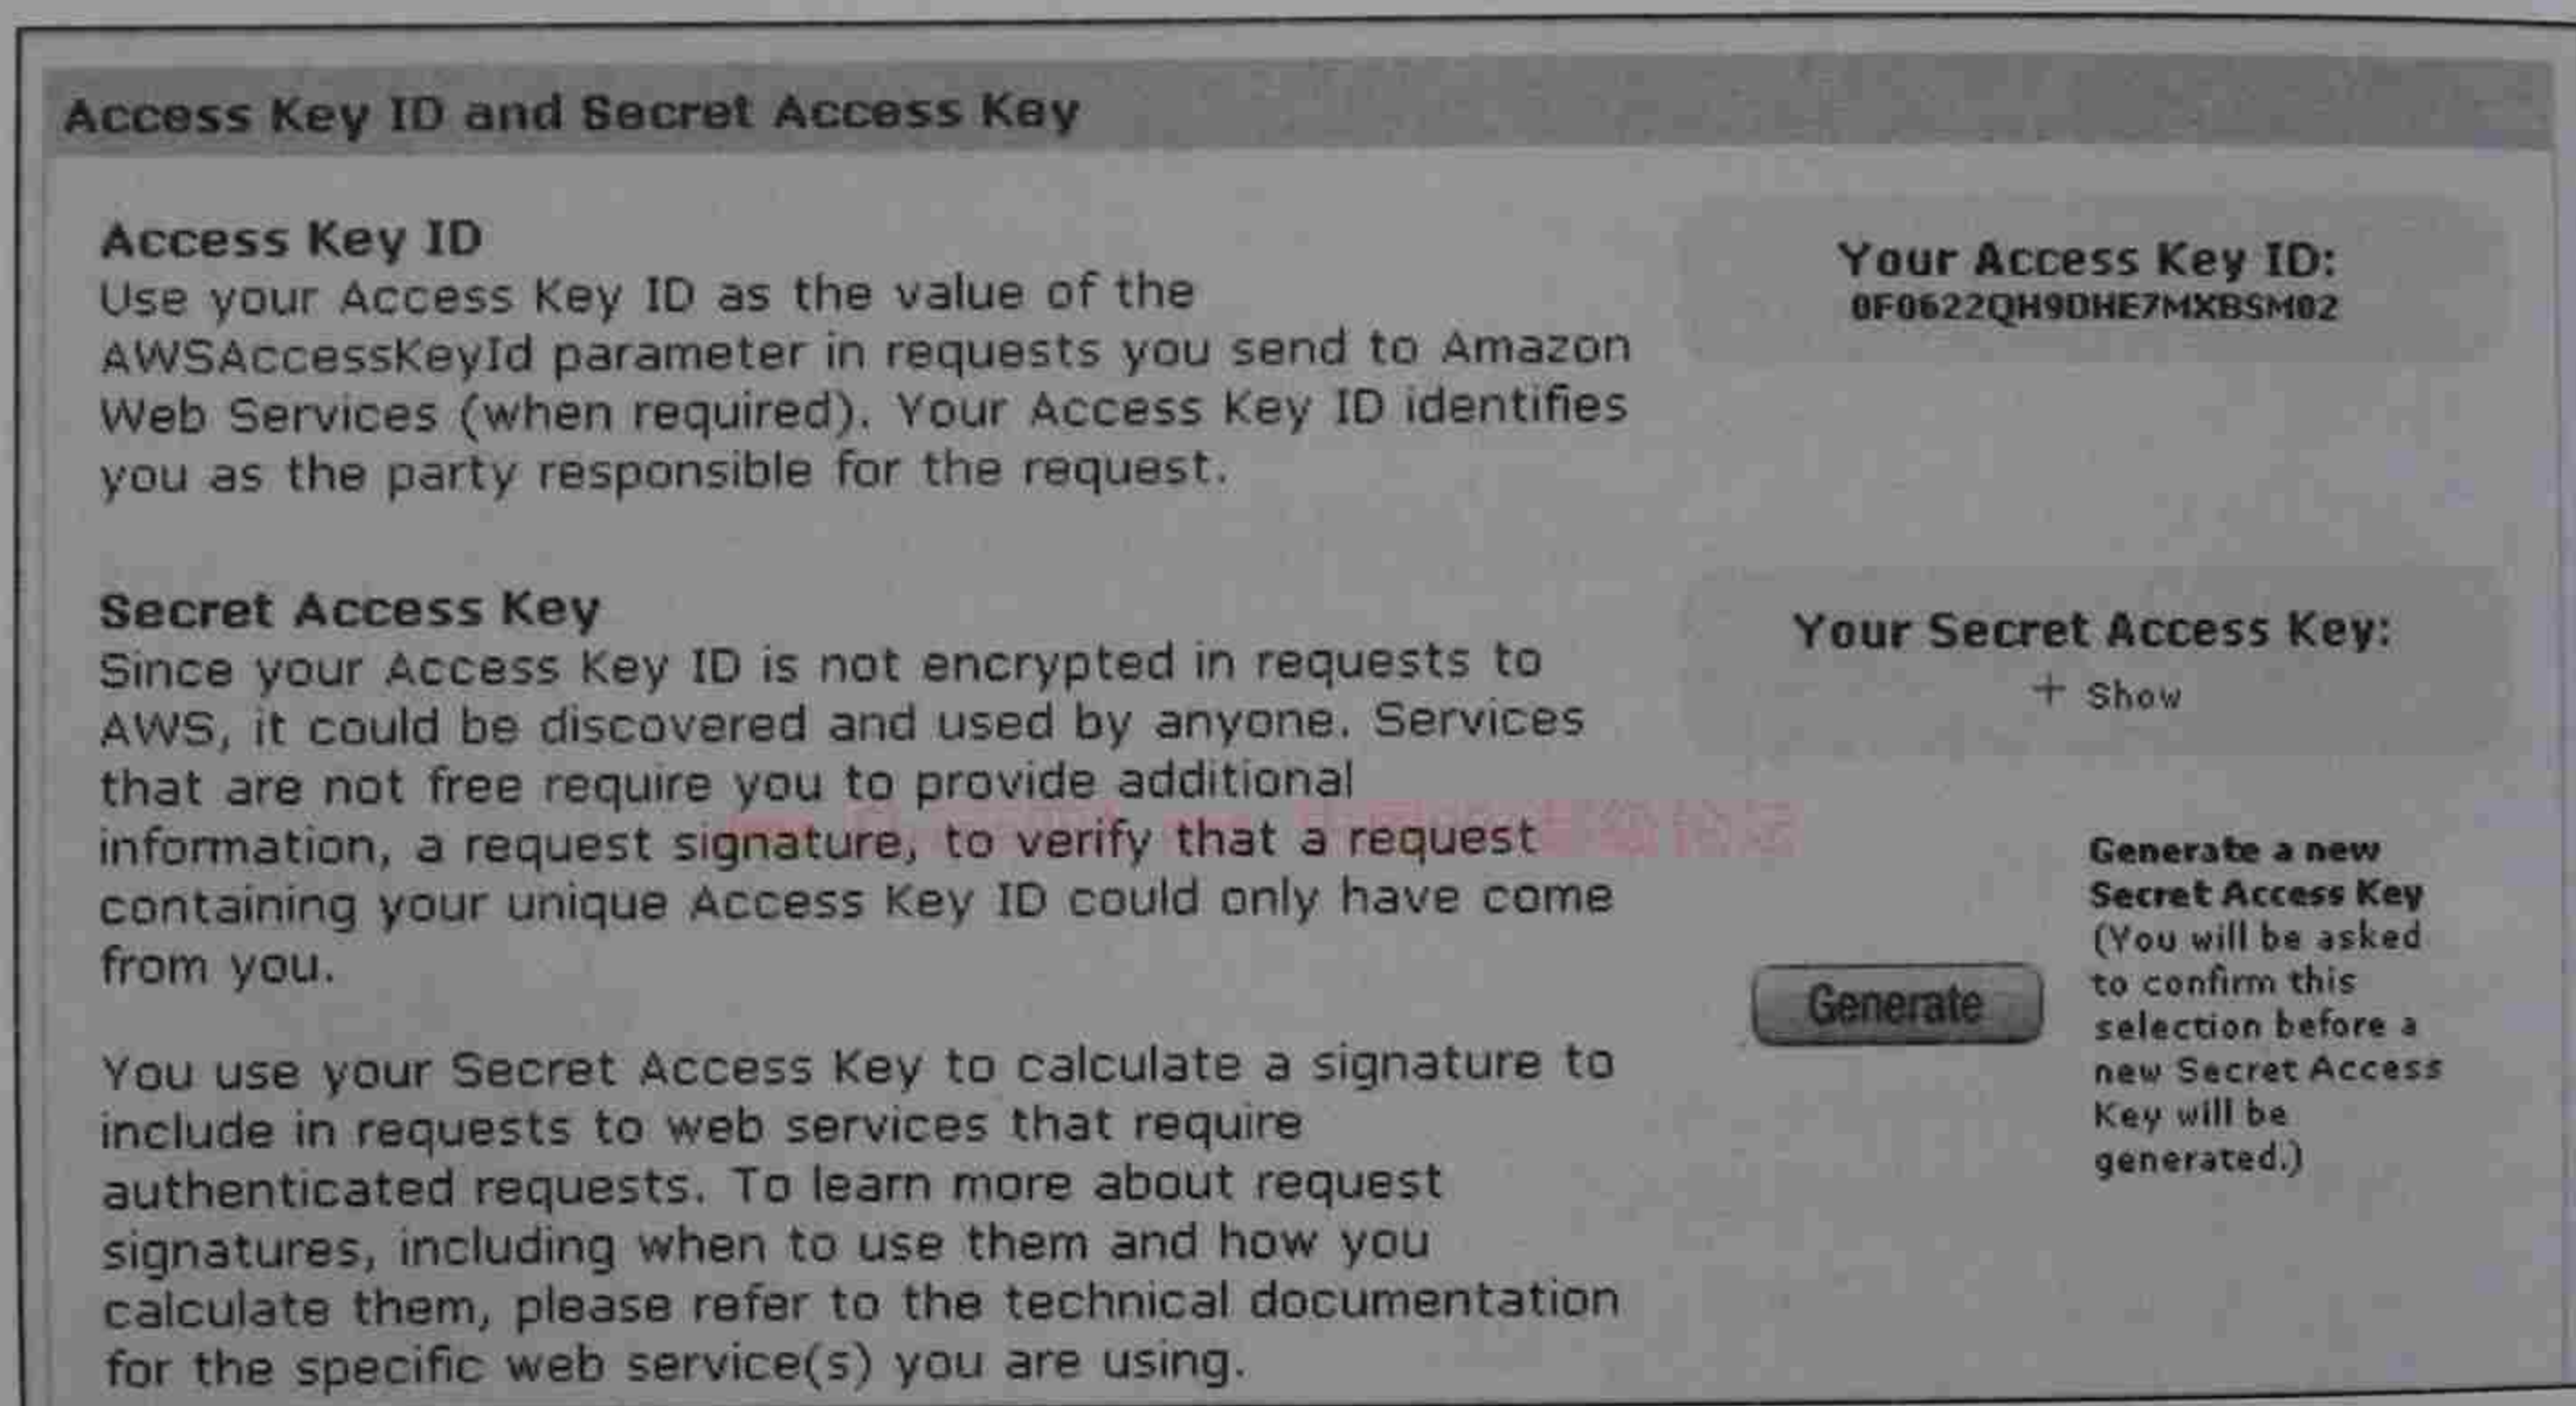 Access Key ID and Secret Access Key
Access Key ID
Use your Access Key ID as the value of the
AWSAccessKeyId parameter in requests you send to Amazon
Web Services (when required). Your Access Key ID identifies
you as the party responsible for the request.
Your Access Key ID:
0F0622QH9DHE7MXBSM02
Secret Access Key
Since your Access Key ID is not encrypted in requests to
AWS, it could be discovered and used by anyone. Services
that are not free require you to provide additional
information, a request signature, to verify that a request
containing your unique Access Key ID could only have come
from you.
You use your Secret Access Key to calculate a signature to
include in requests to web services that require
authenticated requests. To learn more about request
signatures, including when to use them and how you
calculate them, please refer to the technical documentation
for the specific web service(s) you are using.
Your Secret Access Key:
+ Show
Generate
Generate a new
Secret Access Key
(You will be asked
to confirm this
selection before a
new Secret Access
Key will be
generated.)